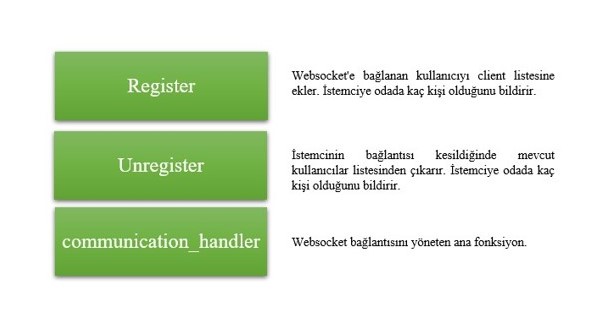 Register
Websocket'e bağlanan kullanıcıyı client listesine
ekler. İstemciye odada kaç kişi olduğunu bildirir.
Unregister
İstemcinin bağlantısı kesildiğinde mevcut
kullanıcılar listesinden çıkarır. İstemciye odada kaç
kişi olduğunu bildirir.
communication_handler
Websocket bağlantısını yöneten ana fonksiyon.